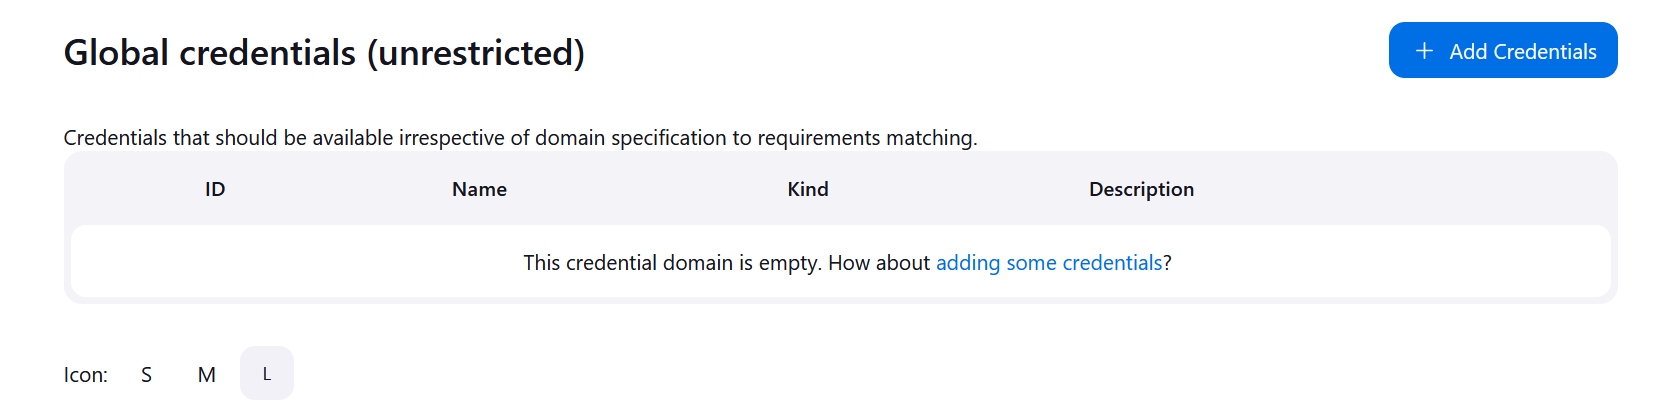 Global credentials (unrestricted)
Add Credentials
Credentials that should be available irrespective of domain specification to requirements matching.
ID Name Kind Description
This credential domain is empty. How about adding some credentials?
Icon: S M L